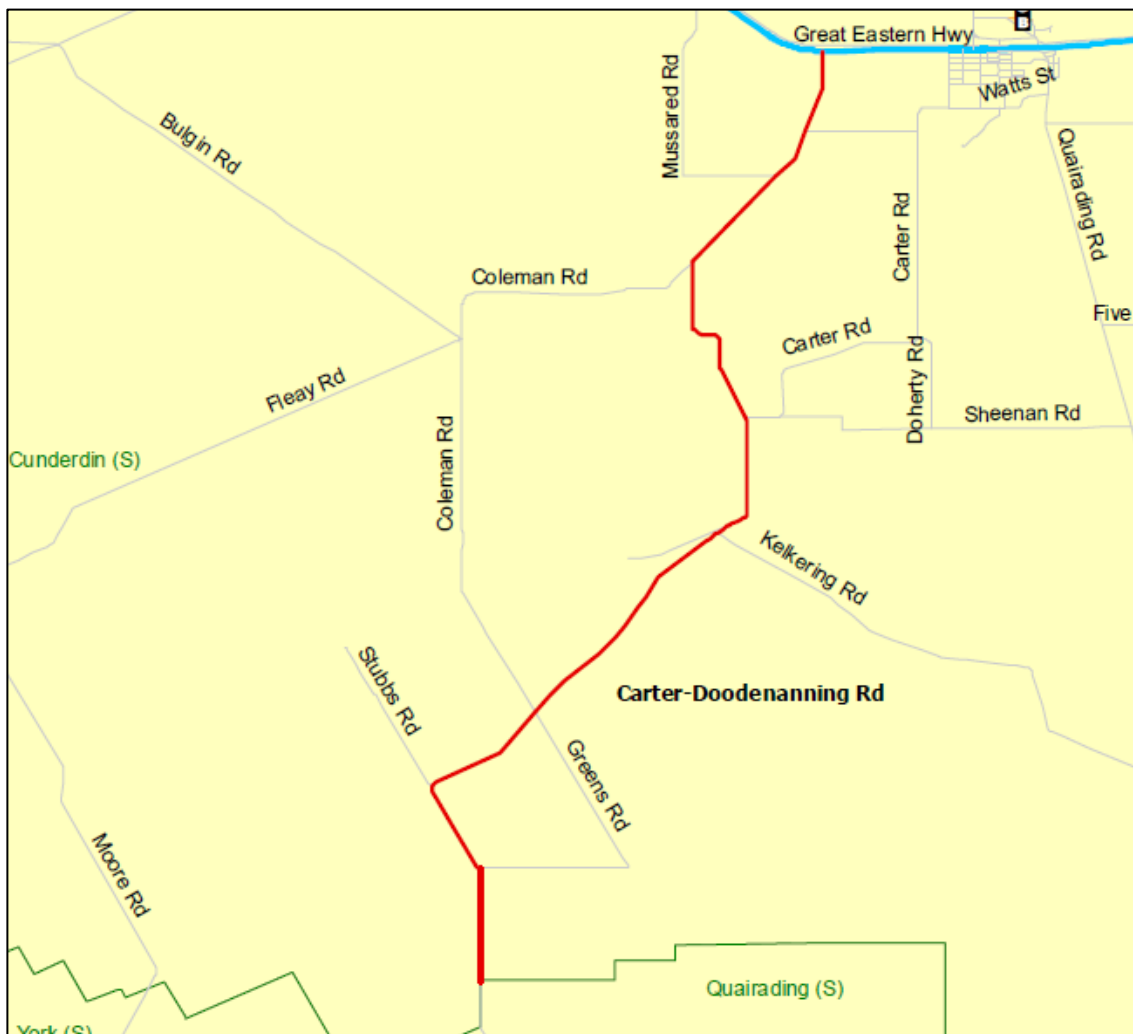 Great Eastern Hwy
B
Watts St
Mussared Rd
Bulgin Rd
Quairading Rd
Carter Rd
Coleman Rd
Five
Carter Rd
Doherty Rd
Fleay Rd
Sheenan Rd
Cunderdin (S)
Coleman Rd
Kelkering Rd
Stubbs Rd
Carter-Doodenanning Rd
Greens Rd
Moore Rd
Quairading (S)
York (S)